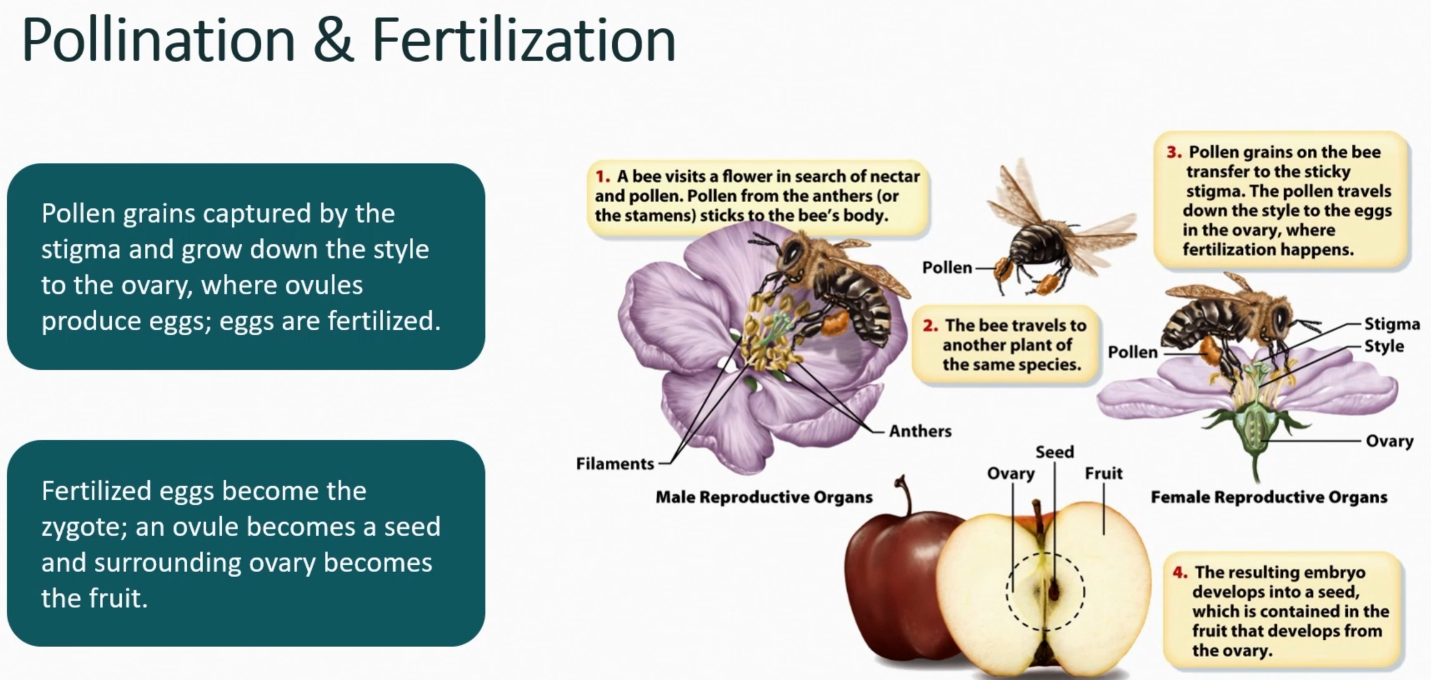 Pollination & Fertilization
Pollen grains captured by the
stigma and grow down the style
to the ovary, where ovules
produce eggs; eggs are fertilized.
Fertilized eggs become the
zygote; an ovule becomes a seed
and surrounding ovary becomes
the fruit.
1. A bee visits a flower in search of nectar
and pollen. Pollen from the anthers (or
the stamens) sticks to the bee's body.
Filaments
Anthers
Male Reproductive Organs
Pollen
2. The bee travels to
another plant of
the same species.
3. Pollen grains on the bee
transfer to the sticky
stigma. The pollen travels
down the style to the eggs
in the ovary, where
fertilization happens.
Pollen
Stigma
Style
Ovary
Female Reproductive Organs
Ovary
Seed
Fruit
4. The resulting embryo
develops into a seed,
which is contained in the
fruit that develops from
the ovary.